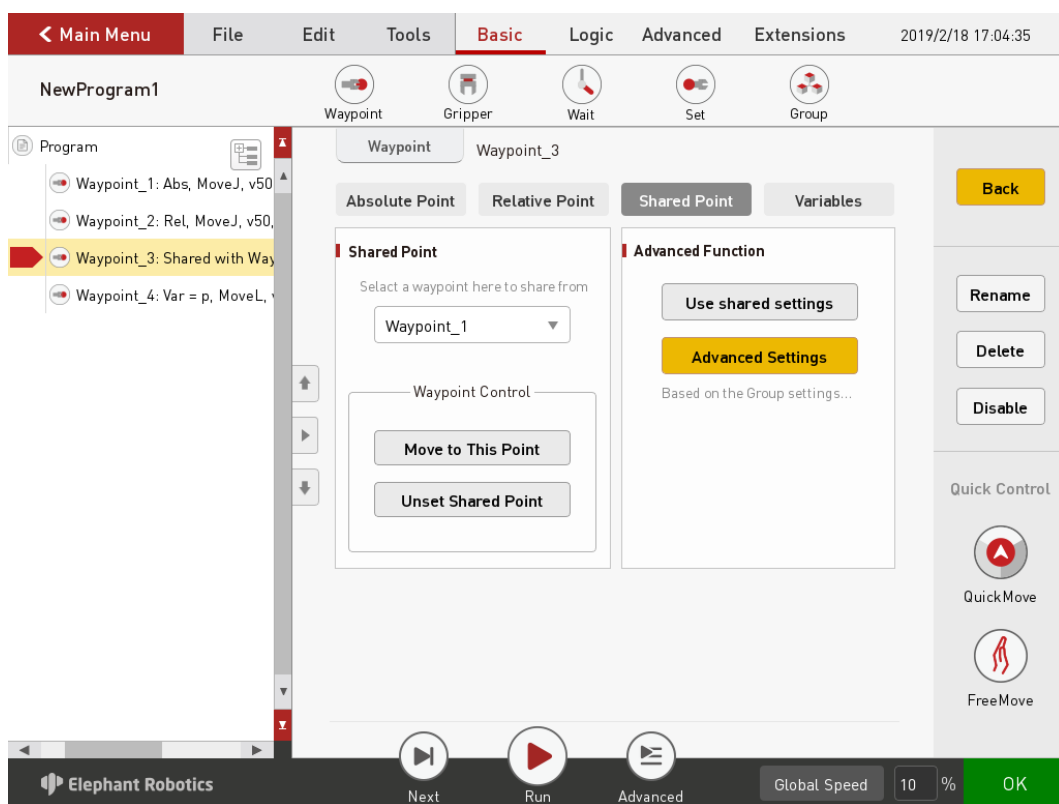 Main Menu
File
Edit
Tools
Basic
Logic
Advanced
Extensions
2019/2/18 17:04:35
NewProgram1
Waypoint
Gripper
Wait
Set
Group
Program
Waypoint_1: Abs, MoveJ, v50
Waypoint_2: Rel, MoveJ, v50,
Waypoint_3: Shared with Way
Waypoint_4: Var = p, MoveL,
Waypoint
Waypoint_3
Absolute Point
Relative Point
Shared Point
Variables
Shared Point
Selact a waypoint here to share from
Waypoint_1
Waypoint Control
Move to This Point
Unset Shared Point
Advanced Function
Use shared settings
Advanced Settings
Based on the Group settings...
Back
Rename
Delete
Disable
Quick Control
QuickMove
FreeMove
Elephant Robotics
Next
Run
Advanced
Global Speed
10
%
OK